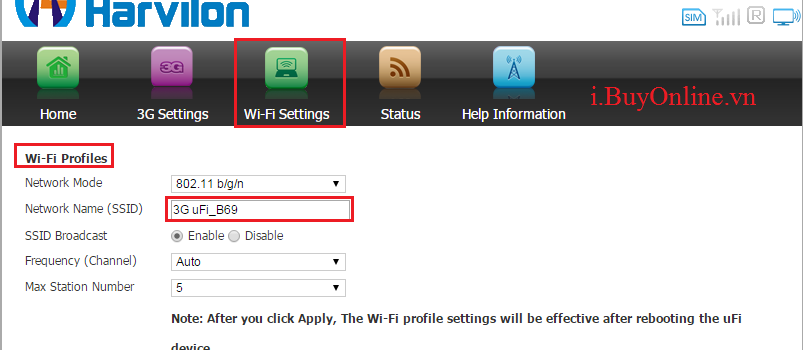 Harvilon
SIM R
Home 3G 3G Settings Wi-Fi Settings Status Help Information i.BuyOnline.vn
Wi-Fi Profiles
Network Mode 802.11 b/g/n
Network Name (SSID) 3G uFi_B69
SSID Broadcast Enable Disable
Frequency (Channel) Auto
Max Station Number 5
Note: After you click Apply, The Wi-Fi profile settings will be effective after rebooting the uFi
device